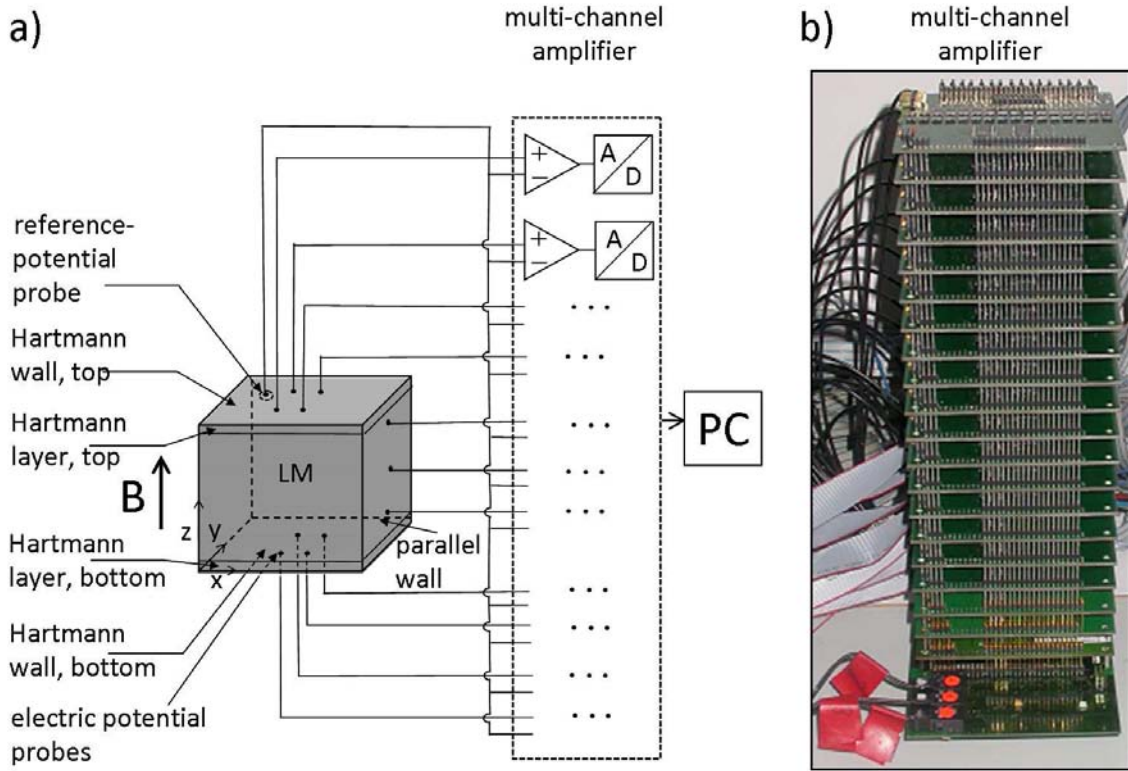 a)
multi-channel
amplifier
b)
multi-channel
amplifier
+
−
A
D
+
−
A
D
reference-
potential
probe
Hartmann
wall, top
Hartmann
layer, top
B
LM
z
y
x
parallel
wall
Hartmann
layer, bottom
Hartmann
wall, bottom
electric potential
probes
...
...
...
...
...
...
...
...
...
PC